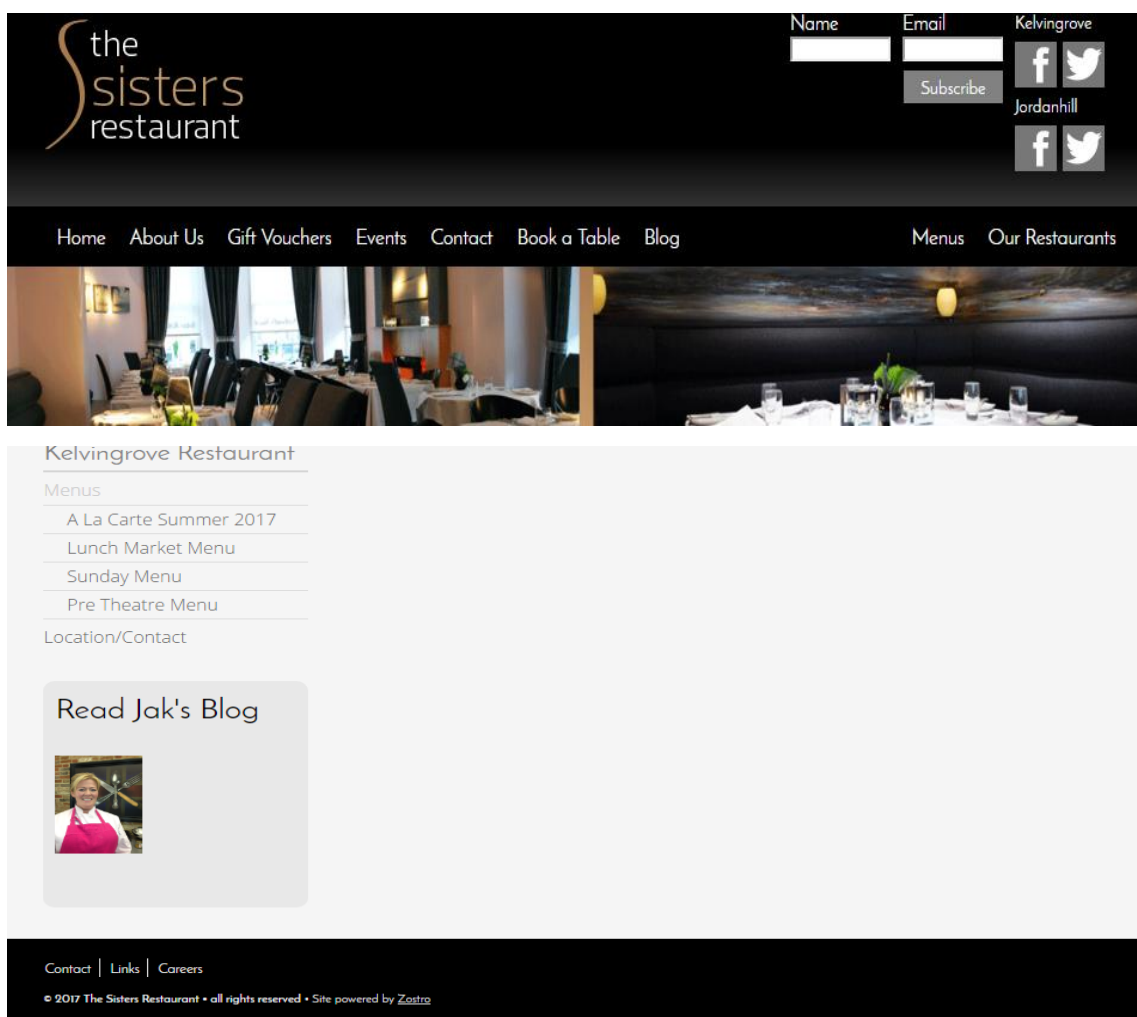 the
sisters
restaurant
Name
Email
Subscribe
Kelvingrove
Jordanhill
Home About Us Gift Vouchers Events Contact Book a Table Blog Menus Our Restaurants
Kelvingrove Restaurant
Menus
A La Carte Summer 2017
Lunch Market Menu
Sunday Menu
Pre Theatre Menu
Location/Contact
Read Jak's Blog
Contact | Links | Careers
© 2017 The Sisters Restaurant • all rights reserved • Site powered by Zostro